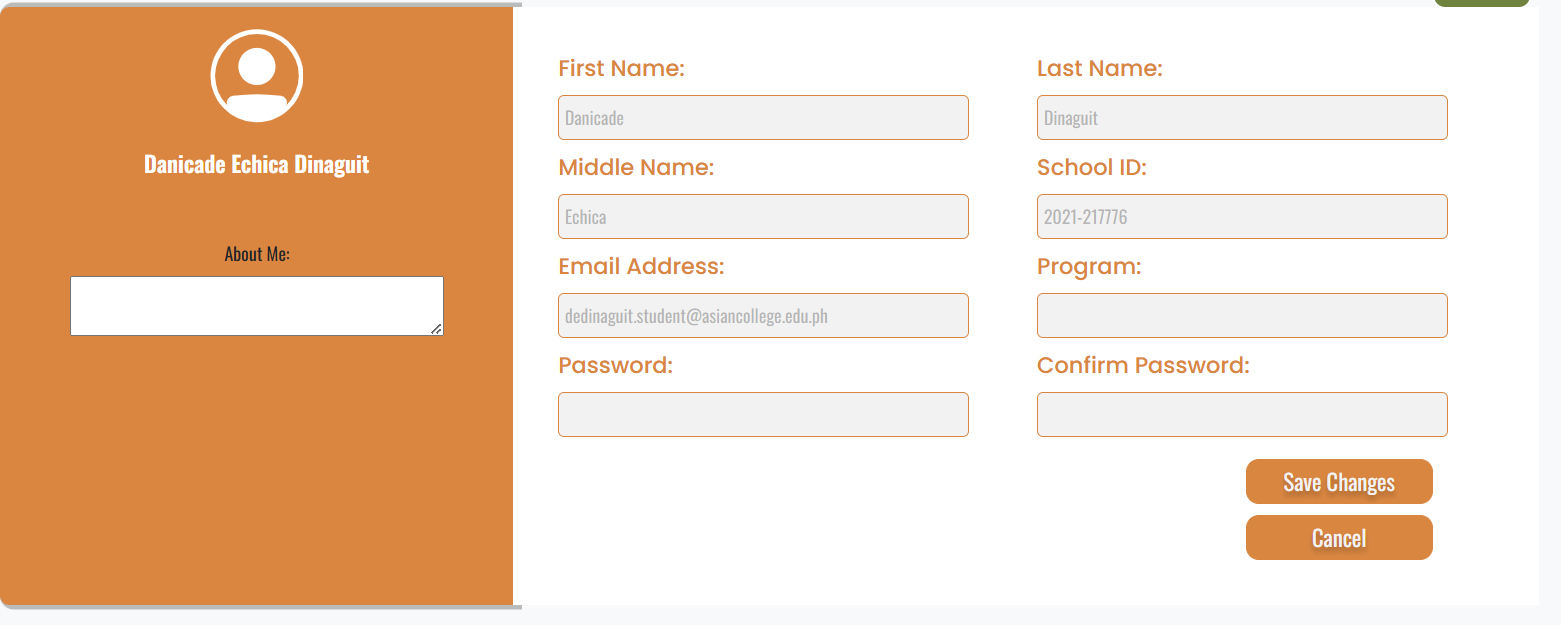 Danicade Echica Dinaguit
About Me:
First Name:
Last Name:
Danicade
Dinaguit
Middle Name:
School ID:
Echica
2021-217776
Email Address:
Program:
dedinaguit.student@asiancollege.edu.ph
Password:
Confirm Password:
Save Changes
Cancel